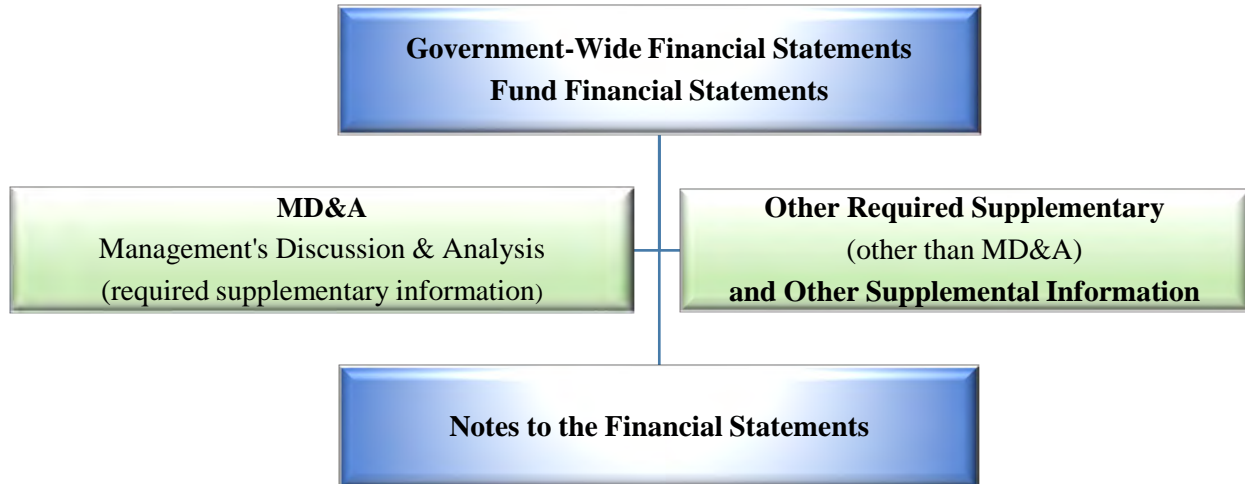 Government-Wide Financial Statements
Fund Financial Statements
MD&A
Management's Discussion & Analysis
(required supplementary information)
Other Required Supplementary
(other than MD&A)
and Other Supplemental Information
Notes to the Financial Statements